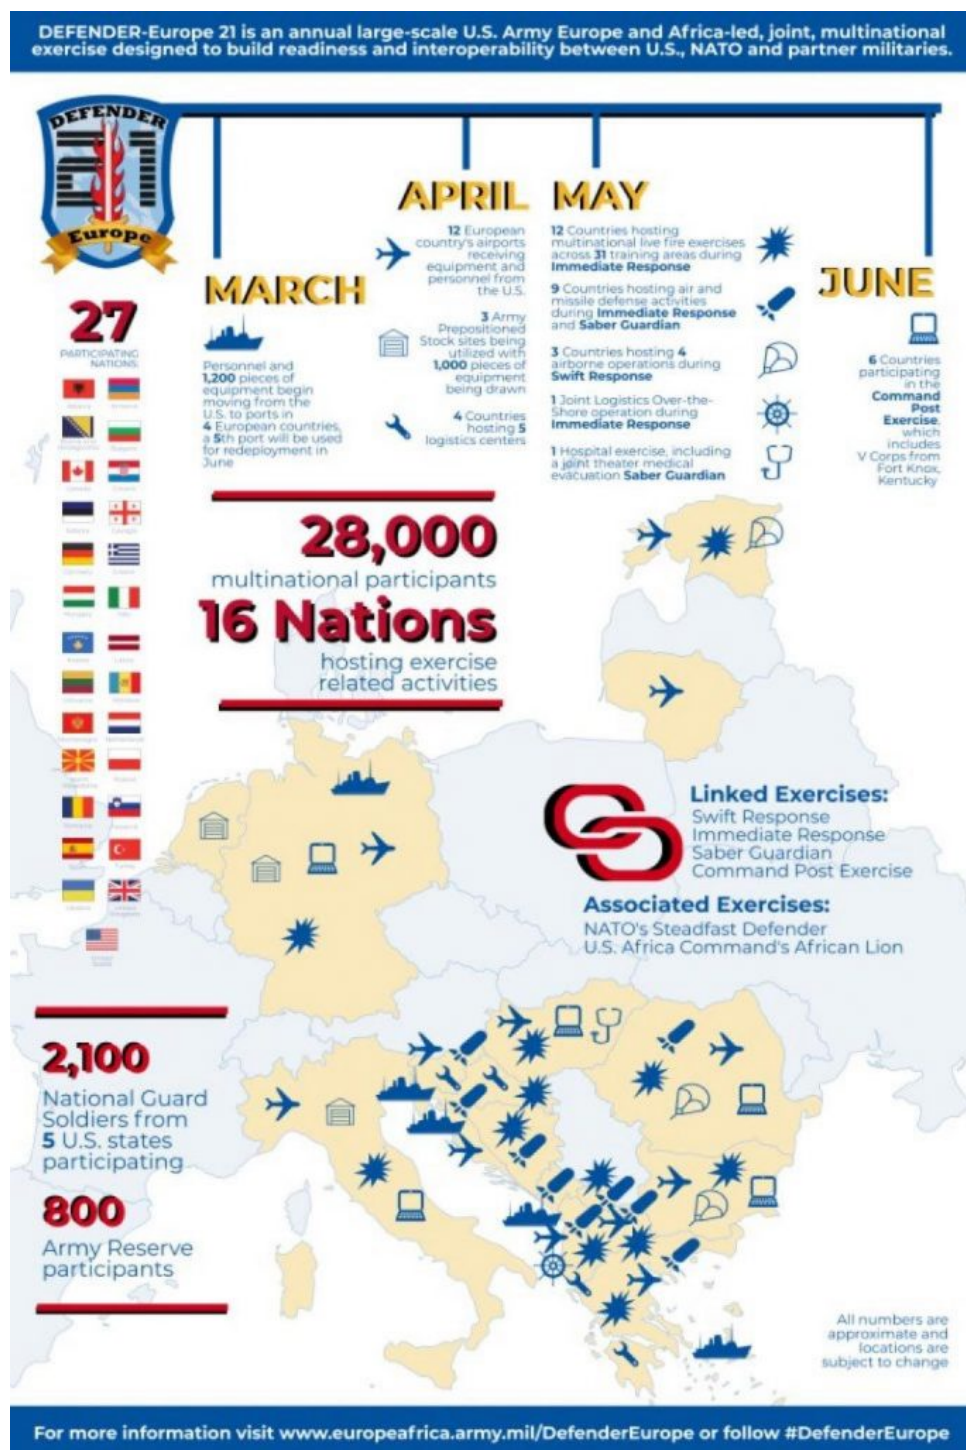 DEFENDER-Europe 21 is an annual large-scale U.S. Army Europe and Africa-led, joint, multinational
exercise designed to build readiness and interoperability between U.S., NATO and partner militaries.
DEFENDER
21
Europe
27
PARTICIPATING
NATIONS:
MARCH
Personnel and
1,200 pieces of
equipment begin
moving from the
U.S. to ports in
4 European countries,
a 5th port will be used
for redeployment in
June
APRIL
12 European
country's airports
receiving
equipment and
personnel from
the U.S.
3 Army
Prepositioned
Stock sites being
utilized with
1,000 pieces of
equipment
being drawn
4 Countries
hosting 5
logistics centers
MAY
12 Countries hosting
multinational live fire exercises
across 31 training areas during
Immediate Response
9 Countries hosting air and
missile defense activities
during Immediate Response
and Saber Guardian
3 Countries hosting 4
airborne operations during
Swift Response
1 Joint Logistics Over-the-
Shore operation during
Immediate Response
1 Hospital exercise, including
a joint theater medical
evacuation Saber Guardian
JUNE
6 Countries
participating
in the
Command
Post
Exercise,
which
includes
V Corps from
Fort Knox,
Kentucky
28,000
multinational participants
16 Nations
hosting exercise
related activities
Linked Exercises:
Swift Response
Immediate Response
Saber Guardian
Command Post Exercise
Associated Exercises:
NATO's Steadfast Defender
U.S. Africa Command's African Lion
2,100
National Guard
Soldiers from
5 U.S. states
participating
800
Army Reserve
participants
All numbers are
approximate and
locations are
subject to change
For more information visit www.europeafrica.army.mil/DefenderEurope or follow #DefenderEurope